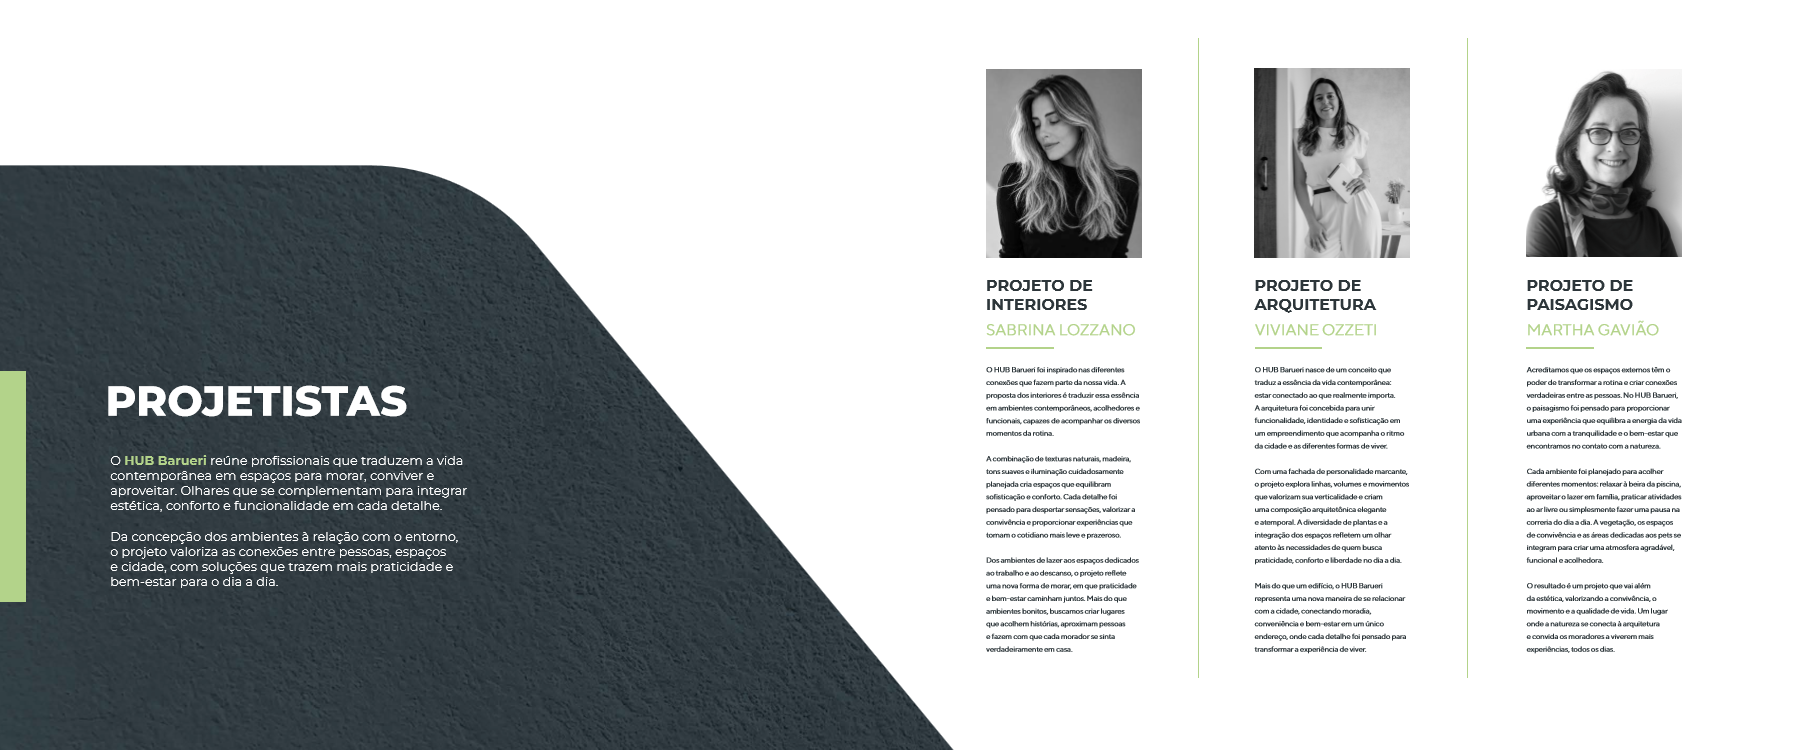 PROJETISTAS
O HUB Barueri reúne profissionais que traduzem a vida
contemporânea em espaços para morar, conviver e
aproveitar. Olhares que se complementam para integrar
estética, conforto e funcionalidade em cada detalhe.
Da concepção dos ambientes à relação com o entorno,
o projeto valoriza as conexões entre pessoas, espaços
e cidade, com soluções que trazem mais praticidade e
bem-estar para o dia a dia.
PROJETO DE
INTERIORES
SABRINA LOZZANO
O HUB Barueri foi inspirado nas diferentes
conexões que fazem parte da nossa vida. A
proposta dos interiores é traduzir essa essência
em ambientes contemporâneos, acolhedores e
funcionais, capazes de acompanhar os diversos
momentos da rotina.
A combinação de texturas naturais, madeira,
tons suaves e iluminação cuidadosamente
planejada cria espaços que equilibram
sofisticação e conforto. Cada detalhe foi
pensado para despertar sensações, valorizar a
convivência e proporcionar experiências que
tornam o cotidiano mais leve e prazeroso.
Dos ambientes de lazer aos espaços dedicados
ao trabalho e ao descanso, o projeto reflete
uma nova forma de morar, em que praticidade
e bem-estar caminham juntos. Mais do que
ambientes bonitos, buscamos criar lugares
que acolhem histórias, aproximam pessoas
e fazem com que cada morador se sinta
verdadeiramente em casa.
PROJETO DE
ARQUITETURA
VIVIANE OZZETI
O HUB Barueri nasce de um conceito que
traduz a essência da vida contemporânea:
estar conectado ao que realmente importa.
A arquitetura foi concebida para unir
funcionalidade, identidade e sofisticação em
um empreendimento que acompanha o ritmo
da cidade e as diferentes formas de viver.
Com uma fachada de personalidade marcante,
o projeto explora linhas, volumes e movimentos
que valorizam sua verticalidade e criam
uma composição arquitetônica elegante
e atemporal. A diversidade de plantas e a
integração dos espaços refletem um olhar
atento às necessidades de quem busca
praticidade, conforto e liberdade no dia a dia.
Mais do que um edifício, o HUB Barueri
representa uma nova maneira de se relacionar
com a cidade, conectando moradia,
conveniência e bem-estar em um único
endereço, onde cada detalhe foi pensado para
transformar a experiência de viver.
PROJETO DE
PAISAGISMO
MARTHA GAVIÃO
Acreditamos que os espaços externos têm o
poder de transformar a rotina e criar conexões
verdadeiras entre as pessoas. No HUB Barueri,
o paisagismo foi pensado para proporcionar
uma experiência que equilibra a energia da vida
urbana com a tranquilidade e o bem-estar que
encontramos no contato com a natureza.
Cada ambiente foi planejado para acolher
diferentes momentos: relaxar à beira da piscina,
aproveitar o lazer em família, praticar atividades
ao ar livre ou simplesmente fazer uma pausa na
correria do dia a dia. A vegetação, os espaços
de convivência e as áreas dedicadas aos pets se
integram para criar uma atmosfera agradável,
funcional e acolhedora.
O resultado é um projeto que vai além
da estética, valorizando a convivência, o
movimento e a qualidade de vida. Um lugar
onde a natureza se conecta à arquitetura
e convida os moradores a viverem mais
experiências, todos os dias.